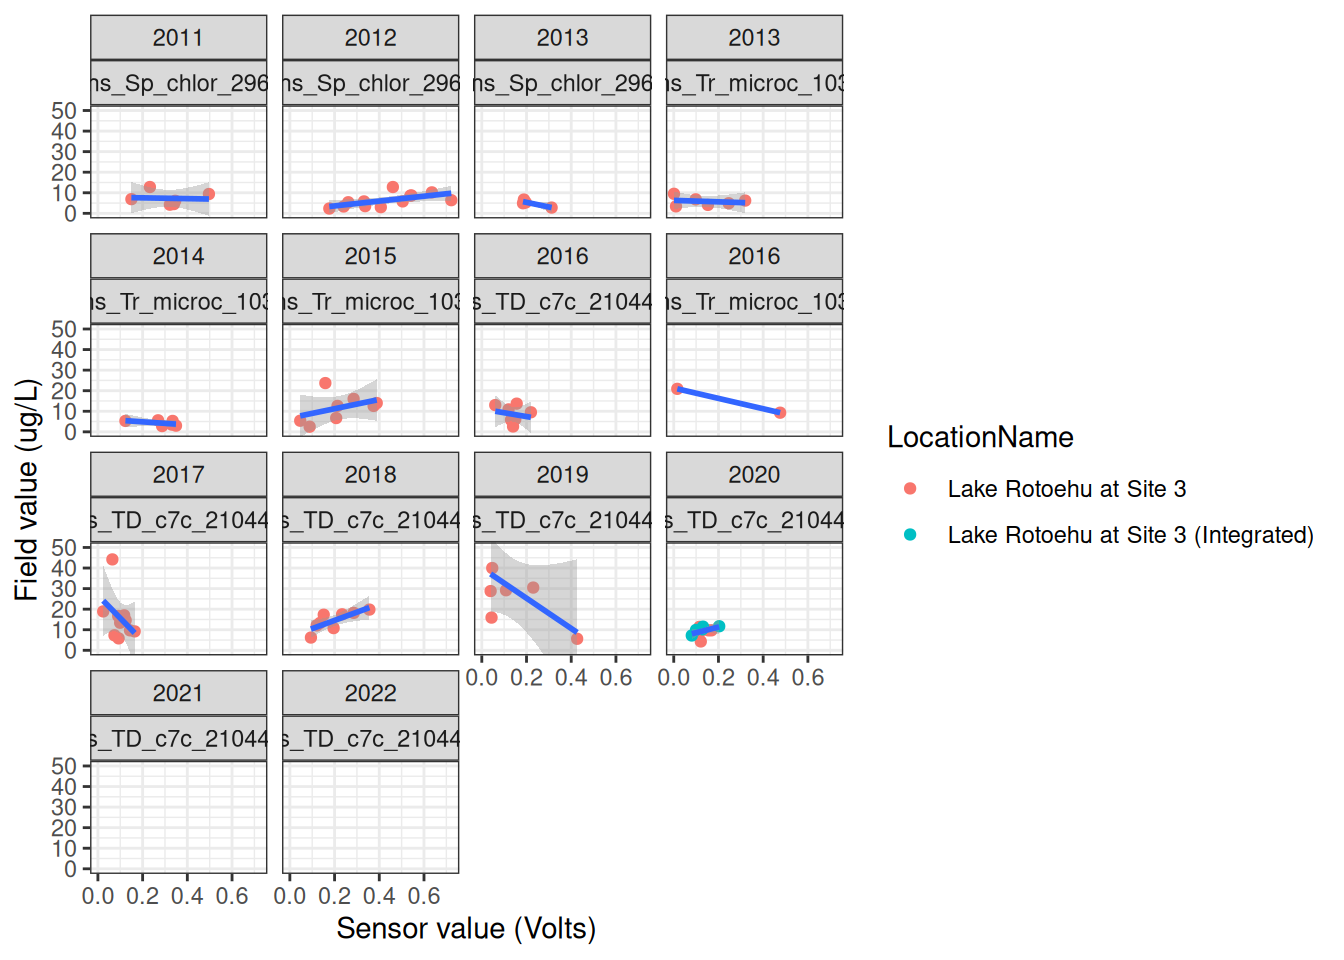 2011 2012 2013 2013
ns_Sp_chlor_296 ns_Sp_chlor_296 ns_Sp_chlor_296 ns_Tr_microc_103
50
40
30
20
10
0
2014 2015 2016 2016
ns_Tr_microc_103 ns_Tr_microc_103 s_TD_c7c_21044 ns_Tr_microc_103
50
40
30
20
10
0
2017 2018 2019 2020
s_TD_c7c_21044 s_TD_c7c_21044 s_TD_c7c_21044 s_TD_c7c_21044
50
40
30
20
10
0
0.0 0.2 0.4 0.6 0.0 0.2 0.4 0.6
2021 2022
s_TD_c7c_21044 s_TD_c7c_21044
50
40
30
20
10
0
0.0 0.2 0.4 0.6 0.0 0.2 0.4 0.6
Sensor value (Volts)
Field value (ug/L)
LocationName
Lake Rotoehu at Site 3
Lake Rotoehu at Site 3 (Integrated)